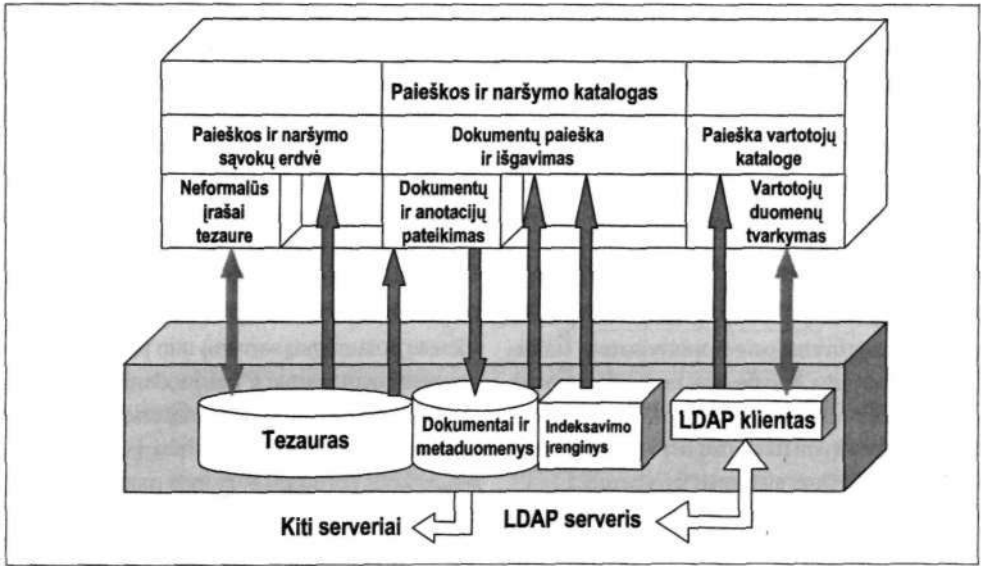 Paieškos ir naršymo katalogas
Paieškos ir naršymo
sąvokų erdvė
Dokumentų paieška
ir išgavimas
Paieška vartotojų
kataloge
Neformalūs
įrašai
tezaure
Dokumentų
ir anotacijų
pateikimas
Vartotojų
duomenų
tvarkymas
Tezauras
Dokumentai ir
metaduomenys
Indeksavimo
įrenginys
LDAP klientas
Kiti serveriai
LDAP serveris